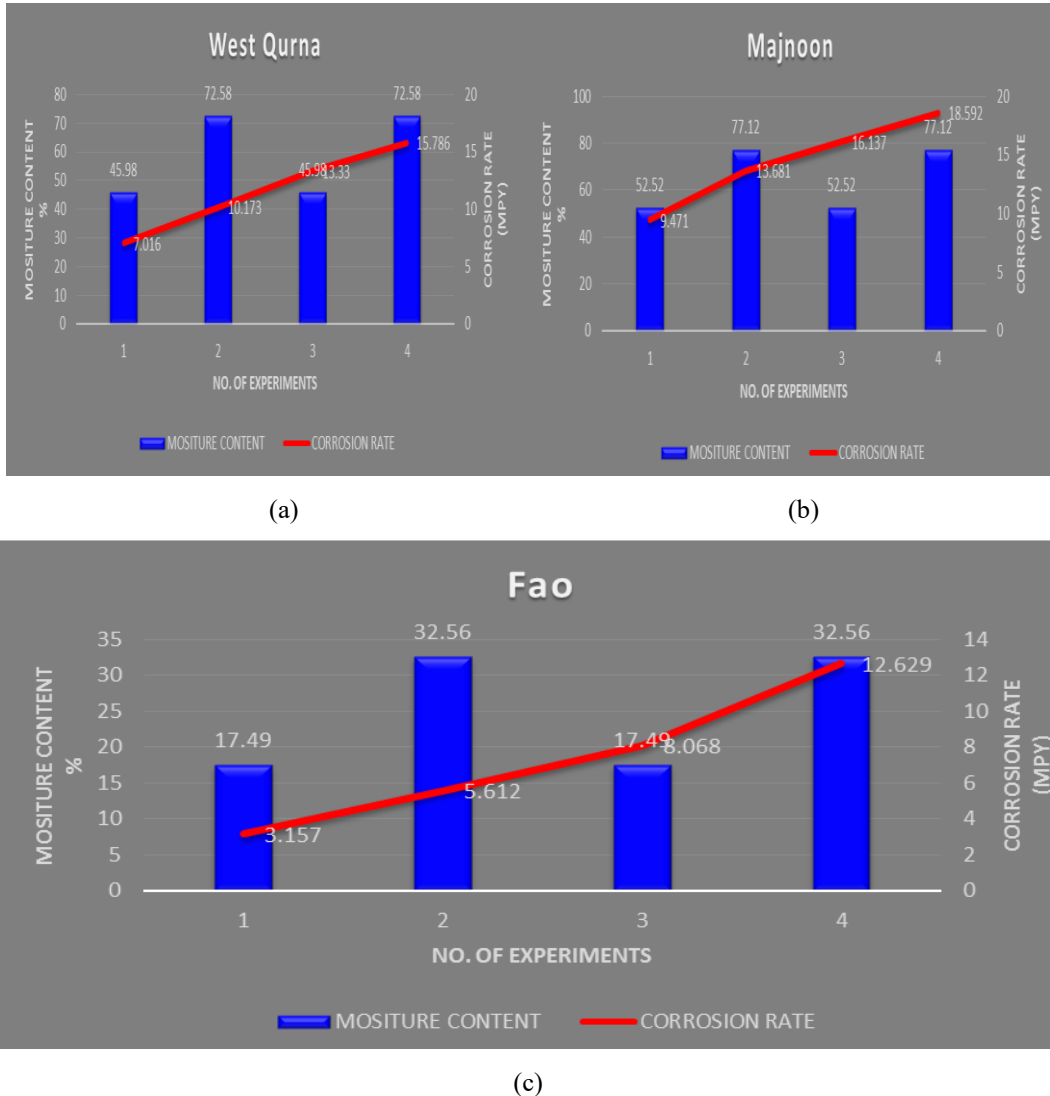 West Qurna
MOSITURE CONTENT
%
80
70
60
50
40
30
20
10
0
45.98
72.58
45.98
72.58
7.016
10.173
13.33
15.786
20
15
10
5
0
CORROSION RATE
(MPY)
1 2 3 4
NO. OF EXPERIMENTS
MOSITURE CONTENT CORROSION RATE
(a)
Majnoon
MOSITURE CONTENT
%
100
80
60
40
20
0
52.52
77.12
52.52
77.12
9.471
13.681
16.137
18.592
20
15
10
5
0
CORROSION RATE
(MPY)
1 2 3 4
NO. OF EXPERIMENTS
MOSITURE CONTENT CORROSION RATE
(b)
Fao
MOSITURE CONTENT
%
35
30
25
20
15
10
5
0
17.49
32.56
17.49
32.56
3.157
5.612
8.068
12.629
14
12
10
8
6
4
2
0
CORROSION RATE
(MPY)
1 2 3 4
NO. OF EXPERIMENTS
MOSITURE CONTENT CORROSION RATE
(c)